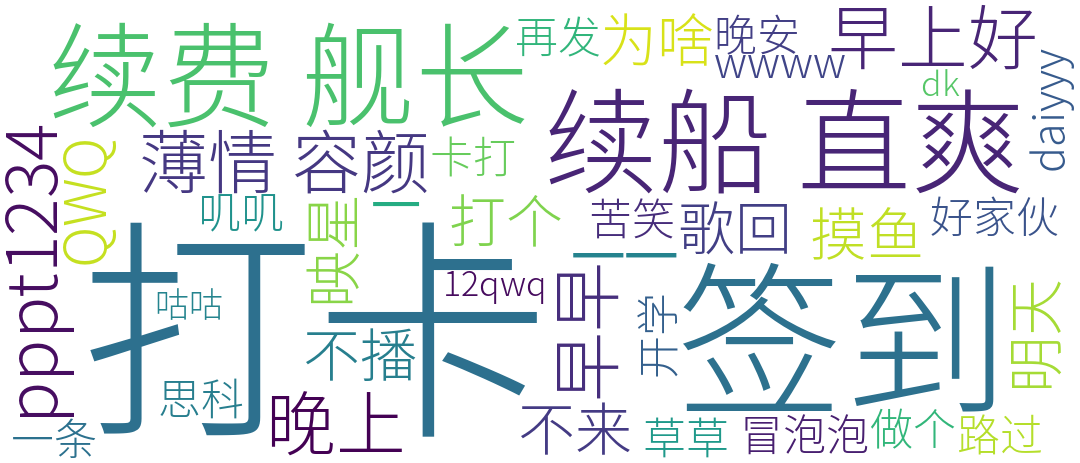 续费 舰长
再发
为啥
晚安
早上好
wwww
dk
daiyyy
pppt1234
QWQ
薄情 容颜
卡打
续船 直爽
叽叽
映星
一
打个
苦笑
歌回
摸鱼
好家伙
打卡 签到
一一
12qwq
早早
开学
明天
咕咕
不播
思科
晚上
一条
不来
草草
冒泡泡
做个
路过